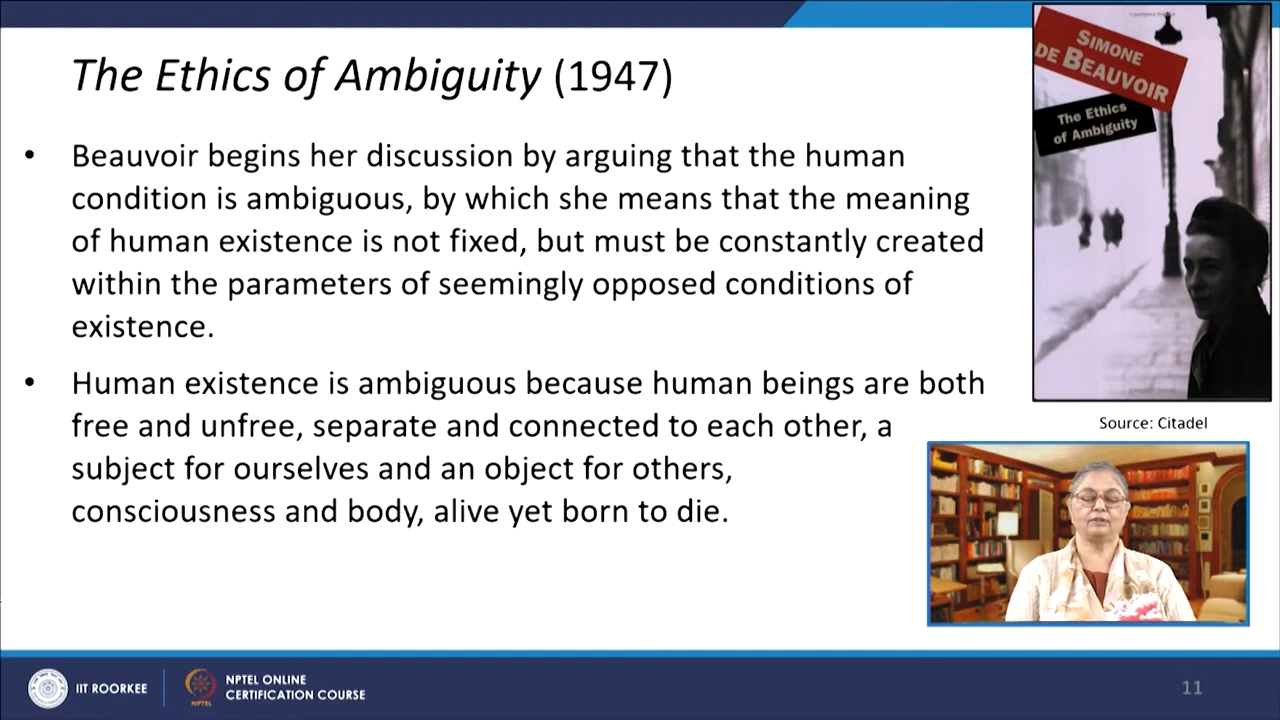 The Ethics of Ambiguity (1947)
• Beauvoir begins her discussion by arguing that the human
condition is ambiguous, by which she means that the meaning
of human existence is not fixed, but must be constantly created
within the parameters of seemingly opposed conditions of
existence.
• Human existence is ambiguous because human beings are both
free and unfree, separate and connected to each other, a
subject for ourselves and an object for others,
consciousness and body, alive yet born to die.
SIMONE
DE BEAUVOIR
The Ethics
of Ambiguity
Source: Citadel
IIT ROORKEE
NPTEL
NPTEL ONLINE
CERTIFICATION COURSE
11